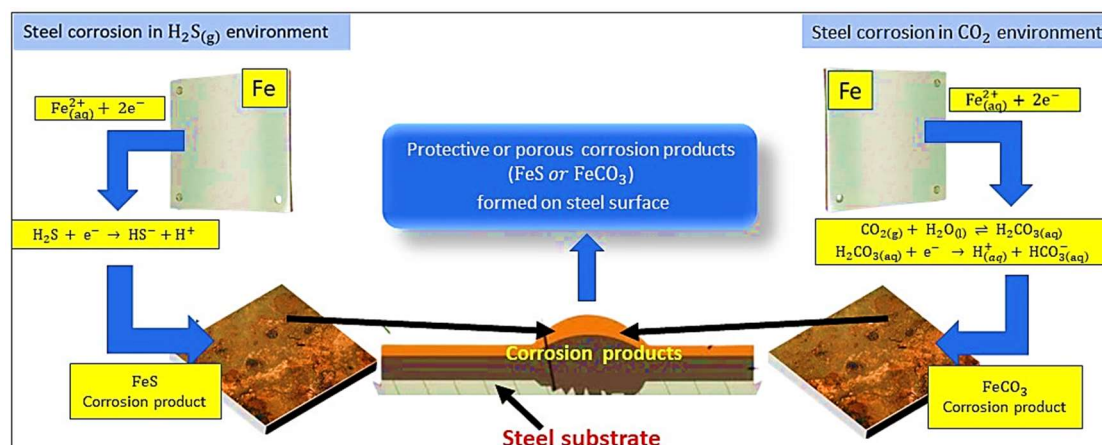 Steel corrosion in H₂S₍g₎ environment
Steel corrosion in CO₂ environment
Fe
Fe²⁺₍aq₎ + 2e⁻
Fe
Fe²⁺₍aq₎ + 2e⁻
Protective or porous corrosion products
(FeS or FeCO₃)
formed on steel surface
H₂S + e⁻ → HS⁻ + H⁺
CO₂₍g₎ + H₂O₍l₎ ⇌ H₂CO₃₍aq₎
H₂CO₃₍aq₎ + e⁻ → H⁺₍aq₎ + HCO₃⁻₍aq₎
Corrosion products
FeS
Corrosion product
FeCO₃
Corrosion product
Steel substrate